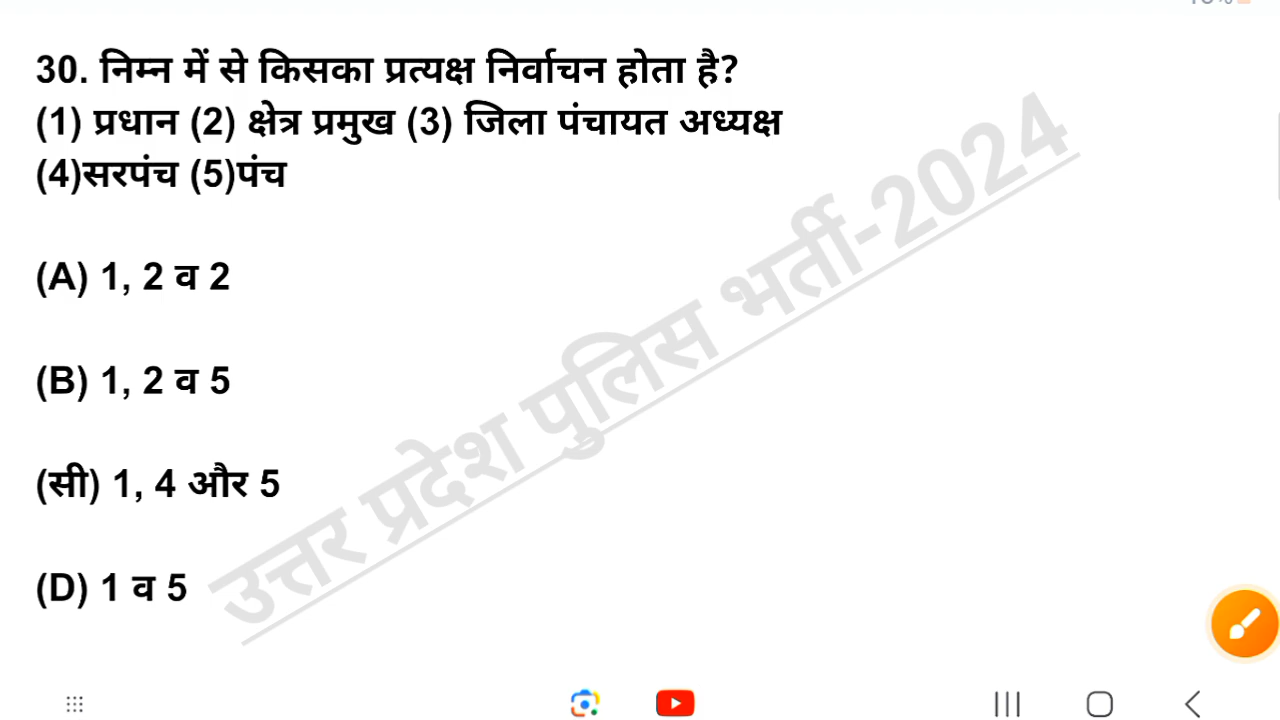 30. निम्न में से किसका प्रत्यक्ष निर्वाचन होता है?
(1) प्रधान (2) क्षेत्र प्रमुख (3) जिला पंचायत अध्यक्ष
(4)सरपंच (5)पंच
(A) 1, 2 व 2
(B) 1, 2 व 5
(सी) 1, 4 और 5
(D) 1 व 5
उत्तर प्रदेश पुलिस भर्ती-2024